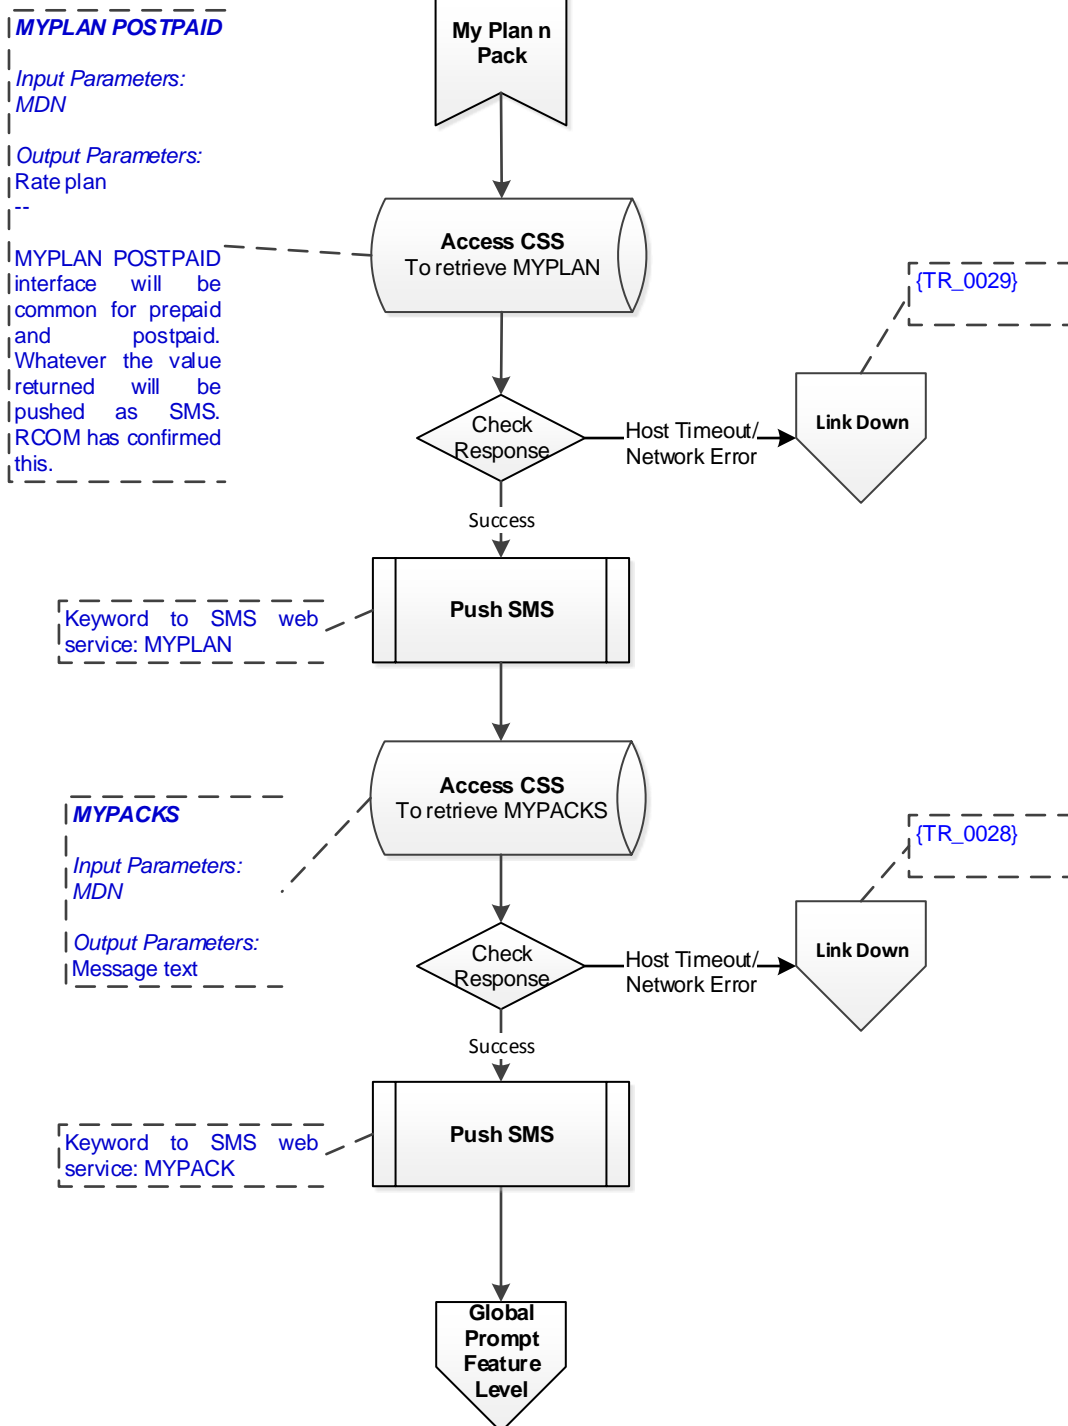 MYPLAN POSTPAID
Input Parameters:
MDN
Output Parameters:
Rate plan
--
MYPLAN POSTPAID
interface will be
common for prepaid
and postpaid.
Whatever the value
returned will be
pushed as SMS.
RCOM has confirmed
this.
My Plan n
Pack
Access CSS
To retrieve MYPLAN
{TR_0029}
Check
Response
Host Timeout/
Network Error
Link Down
Success
Push SMS
Keyword to SMS web
service: MYPLAN
Access CSS
To retrieve MYPACKS
MYPACKS
Input Parameters:
MDN
Output Parameters:
Message text
{TR_0028}
Check
Response
Host Timeout/
Network Error
Link Down
Success
Push SMS
Keyword to SMS web
service: MYPACK
Global
Prompt
Feature
Level